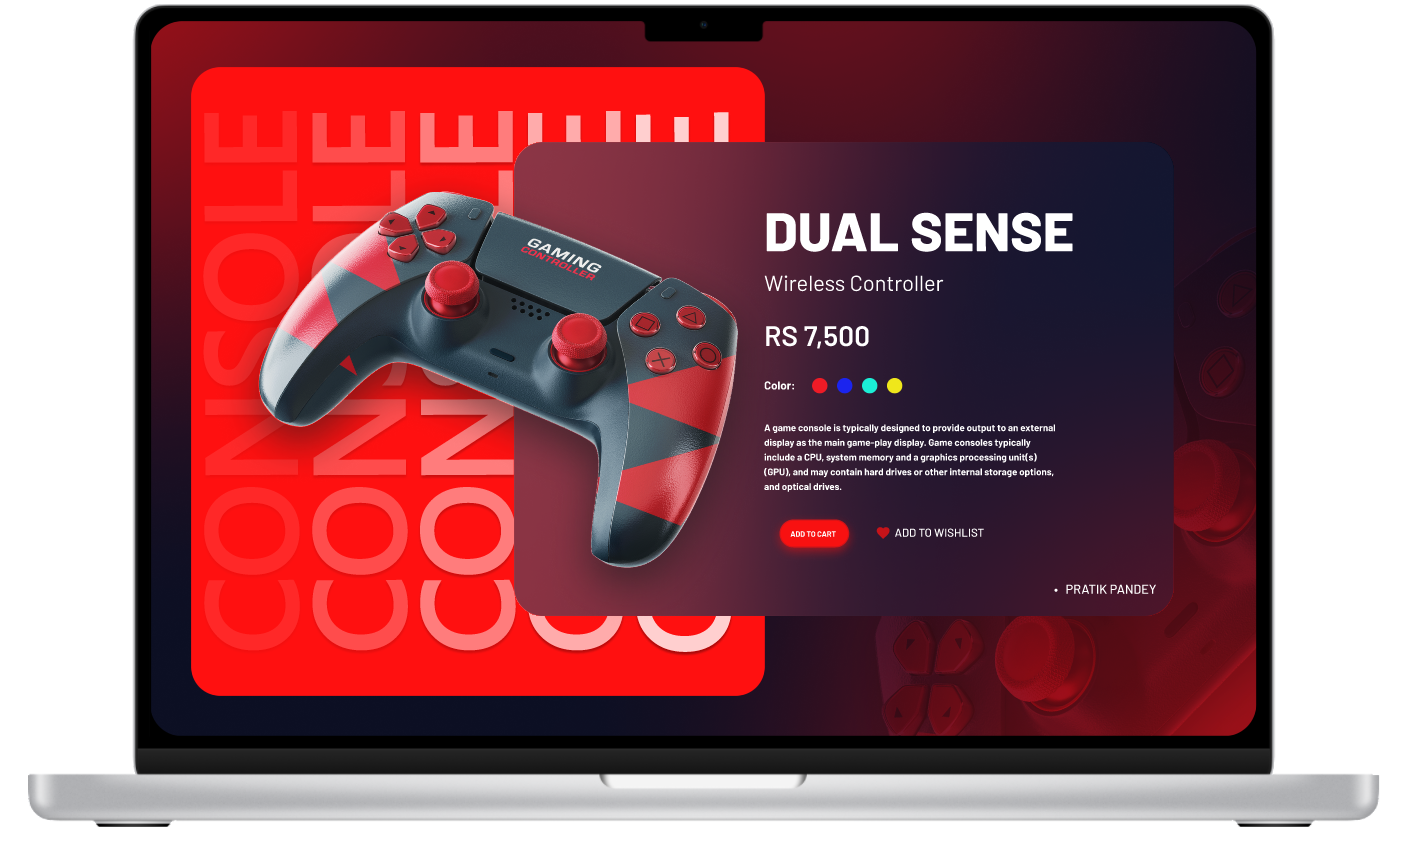 CONSOLE
CONSOLE
CONSOLE
GAMING
CONTROLLER
DUAL SENSE
Wireless Controller
RS 7,500
Color:
A game console is typically designed to provide output to an external
display as the main game-play display. Game consoles typically
include a CPU, system memory and a graphics processing unit(s)
(GPU), and may contain hard drives or other internal storage options,
and optical drives.
ADD TO CART
ADD TO WISHLIST
• PRATIK PANDEY